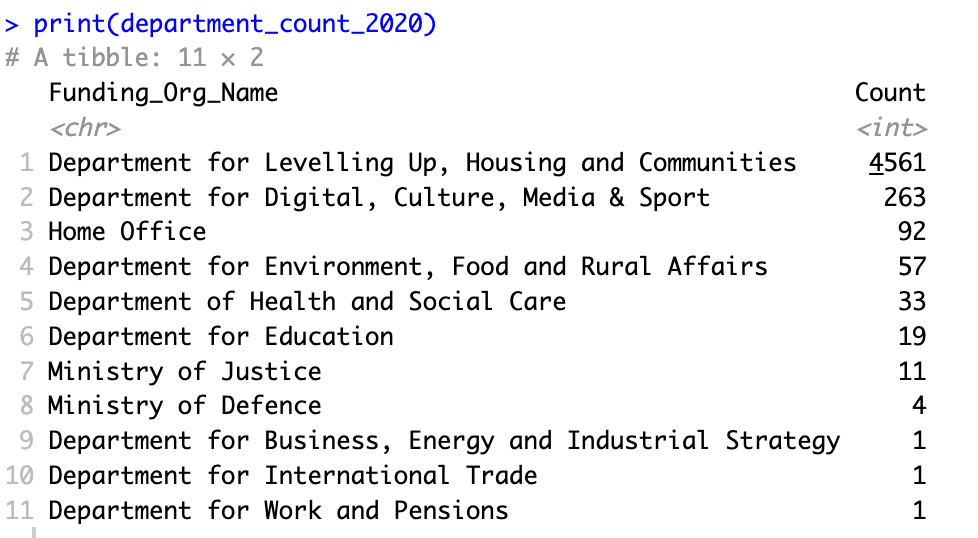 > print(department_count_2020)
# A tibble: 11 × 2
Funding_Org_Name Count
<chr> <int>
1 Department for Levelling Up, Housing and Communities 4561
2 Department for Digital, Culture, Media & Sport 263
3 Home Office 92
4 Department for Environment, Food and Rural Affairs 57
5 Department of Health and Social Care 33
6 Department for Education 19
7 Ministry of Justice 11
8 Ministry of Defence 4
9 Department for Business, Energy and Industrial Strategy 1
10 Department for International Trade 1
11 Department for Work and Pensions 1